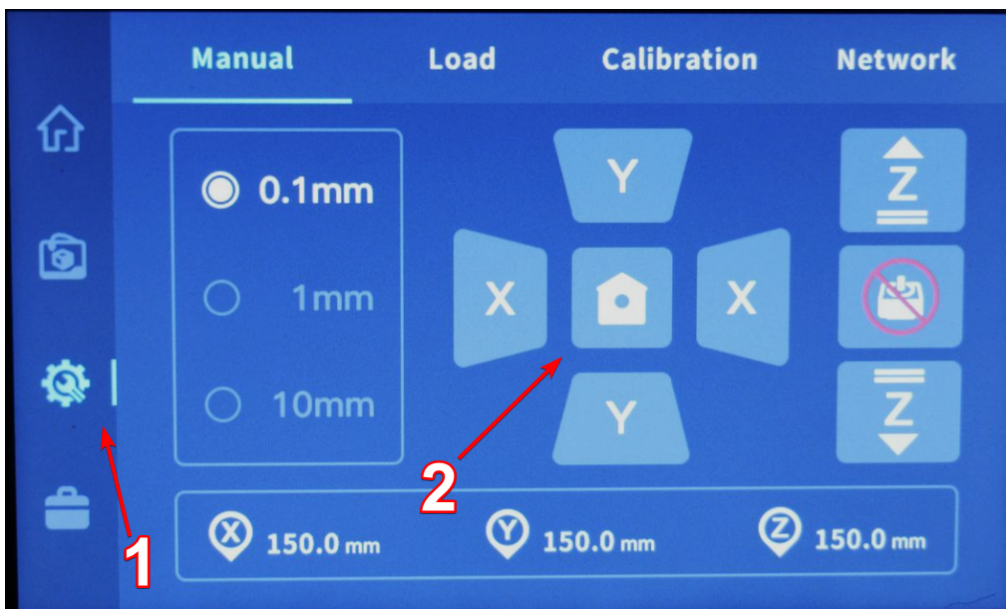 Manual Load Calibration Network
0.1mm
1mm
10mm
Y
X X
Y
Z
Z
X 150.0 mm Y 150.0 mm Z 150.0 mm
1
2